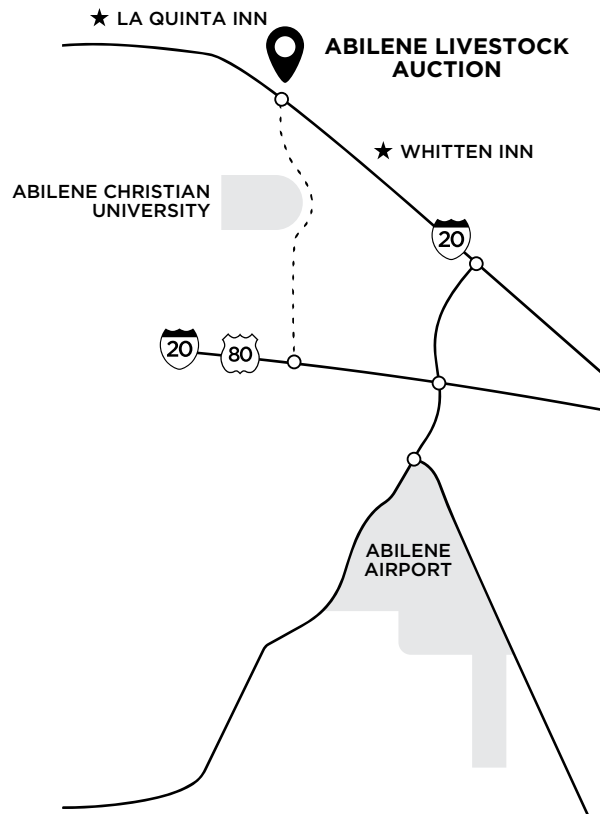 LA QUINTA INN
ABILENE LIVESTOCK
AUCTION
WHITTEN INN
ABILENE CHRISTIAN
UNIVERSITY
20
20
80
ABILENE
AIRPORT